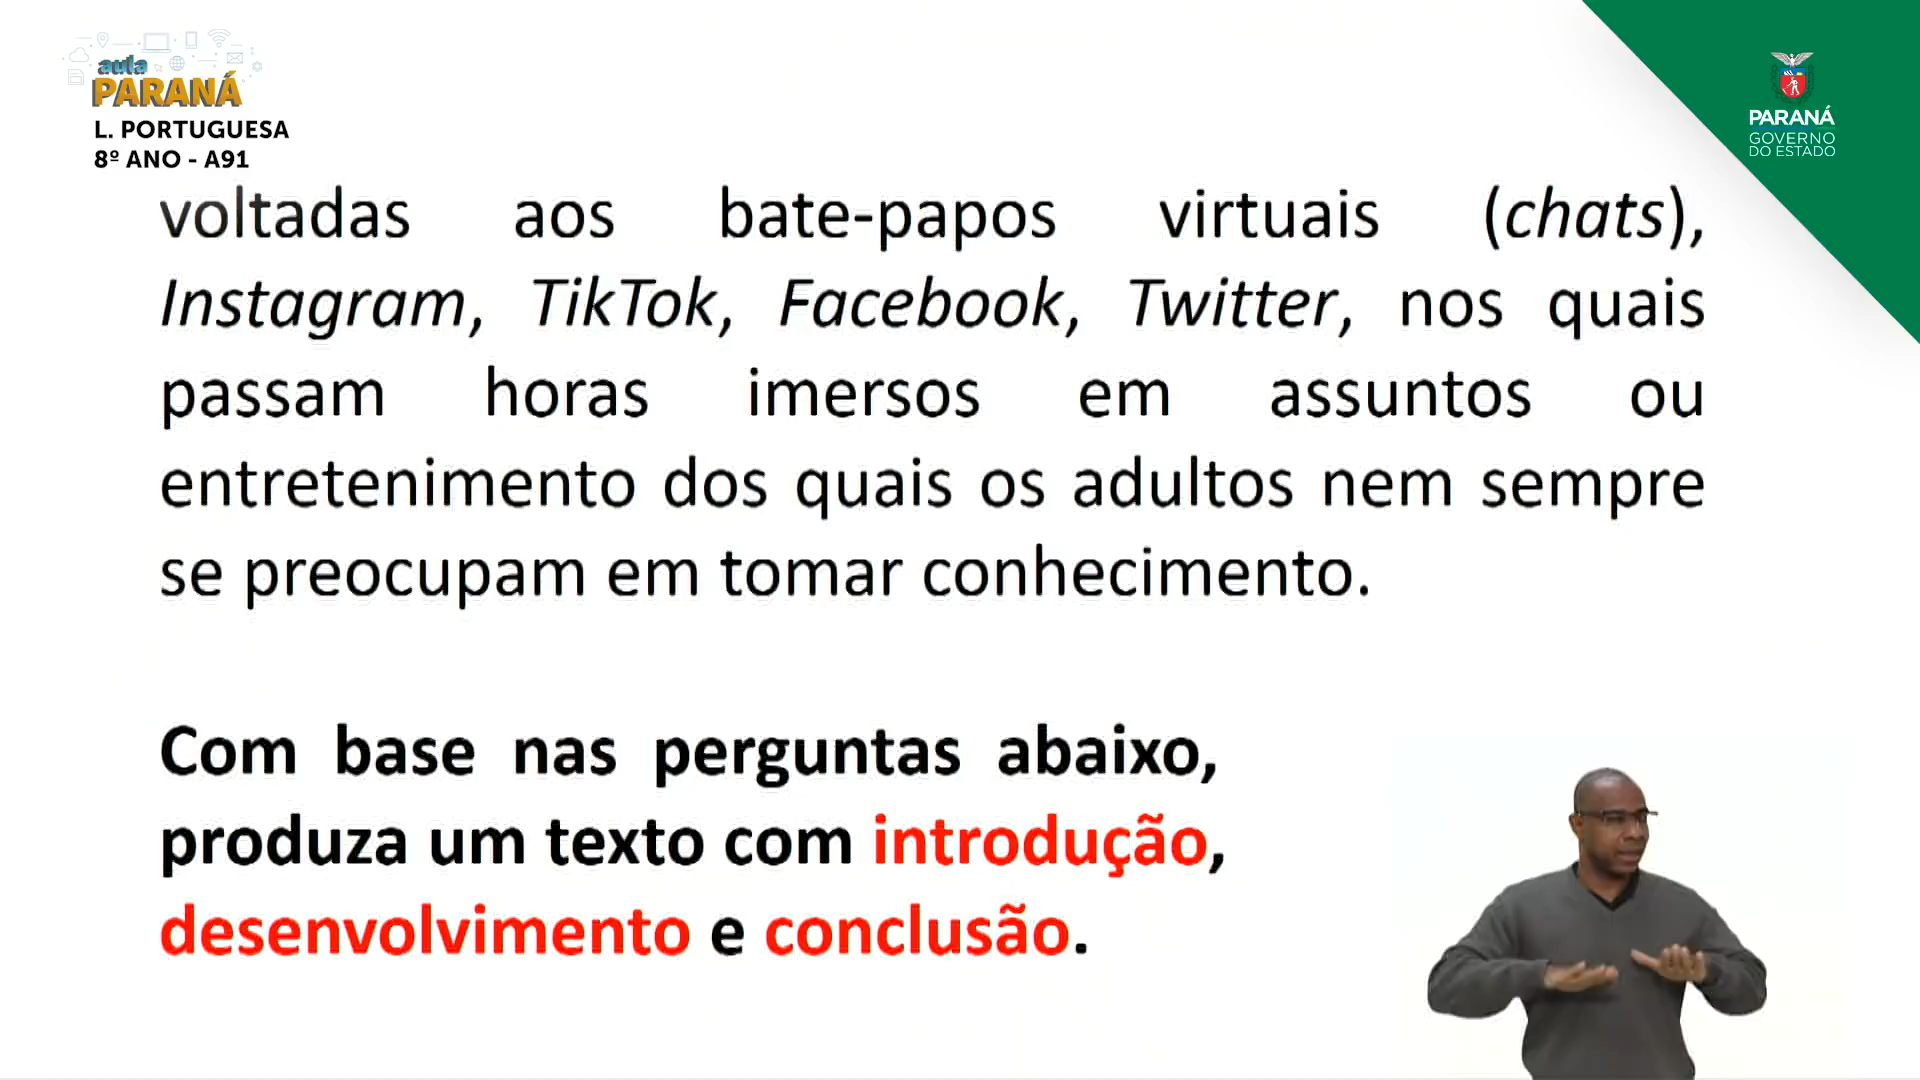 aula
PARANÁ
L. PORTUGUESA
8º ANO - A91
PARANÁ
GOVERNO
DO ESTADO
voltadas aos bate-papos virtuais (chats),
Instagram, TikTok, Facebook, Twitter, nos quais
passam horas imersos em assuntos ou
entretenimento dos quais os adultos nem sempre
se preocupam em tomar conhecimento.
Com base nas perguntas abaixo,
produza um texto com introdução,
desenvolvimento e conclusão.